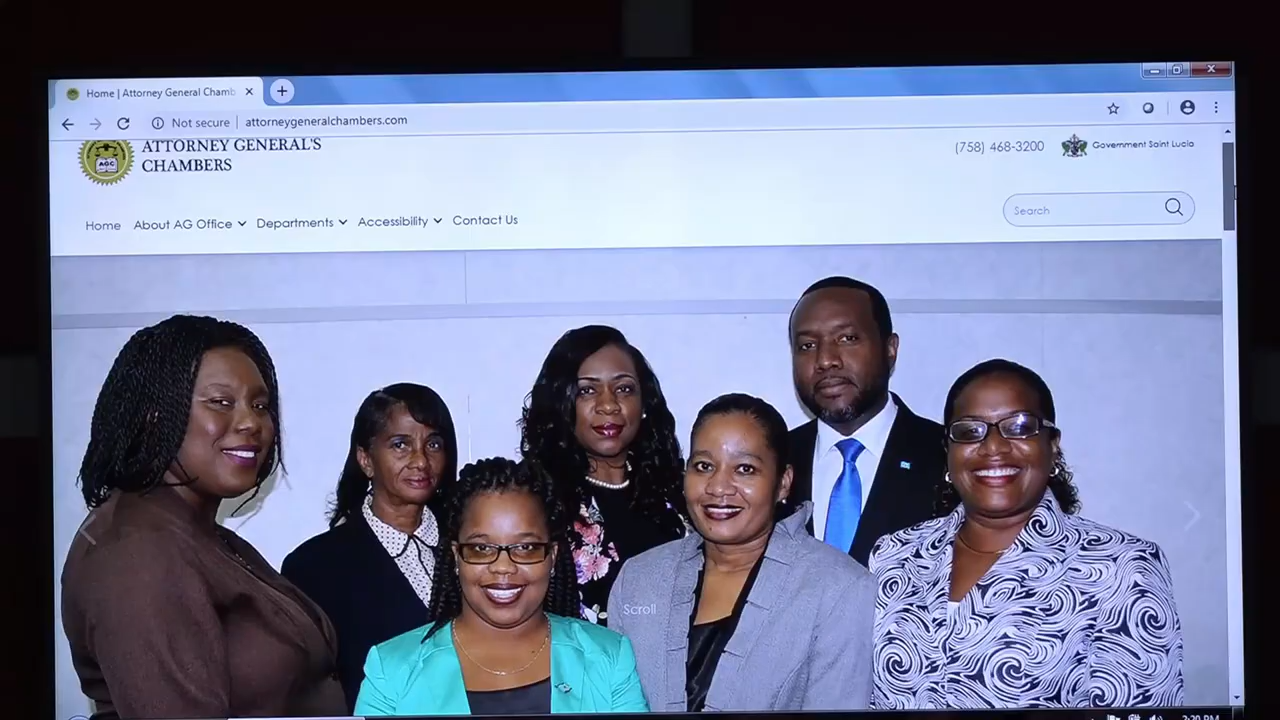 Home | Attorney General Chamb
Not secure
attorneygeneralchambers.com
ATTORNEY GENERAL'S
CHAMBERS
AGC
(758) 468-3200
Government Saint Lucia
Home
About AG Office
Departments
Accessibility
Contact Us
Search
Scroll